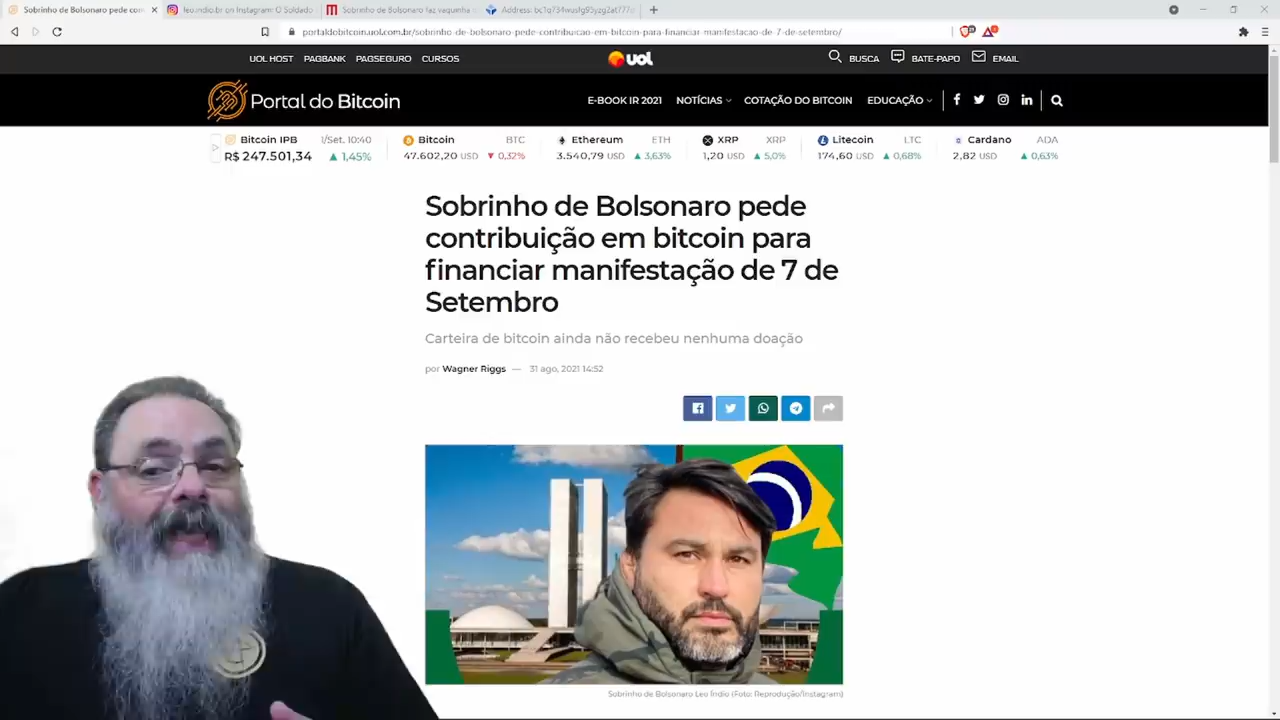 Sobrinho de Bolsonaro pede con
leo.indio.br on Instagram: O Soldado
Sobrinho de Bolsonaro faz vaquinha
portaldobitcoin.uol.com.br/sobrinho-de-bolsonaro-pede-contribuicao-em-bitcoin-para-financiar-manifestacao-de-7-de-setembro/
UOL HOST PAGBANK PAGSEGURO CURSOS UOL BUSCA BATE-PAPO EMAIL
Portal do Bitcoin E-BOOK IR 2021 NOTÍCIAS COTAÇÃO DO BITCOIN EDUCAÇÃO
Bitcoin IPB 1/Set, 10:40 Bitcoin BTC Ethereum ETH XRP XRP Litecoin LTC Cardano ADA
R$ 247.501,34 1,45% 47.602,20 USD 0,32% 3.540,79 USD 3,63% 1,20 USD 5,0% 174,60 USD 0,68% 2,82 USD 0,63%
Sobrinho de Bolsonaro pede
contribuição em bitcoin para
financiar manifestação de 7 de
Setembro
Carteira de bitcoin ainda não recebeu nenhuma doação
por Wagner Riggs — 31 ago, 2021 14:52
Sobrinho de Bolsonaro Leo Índio (Foto: Reprodução/Instagram)